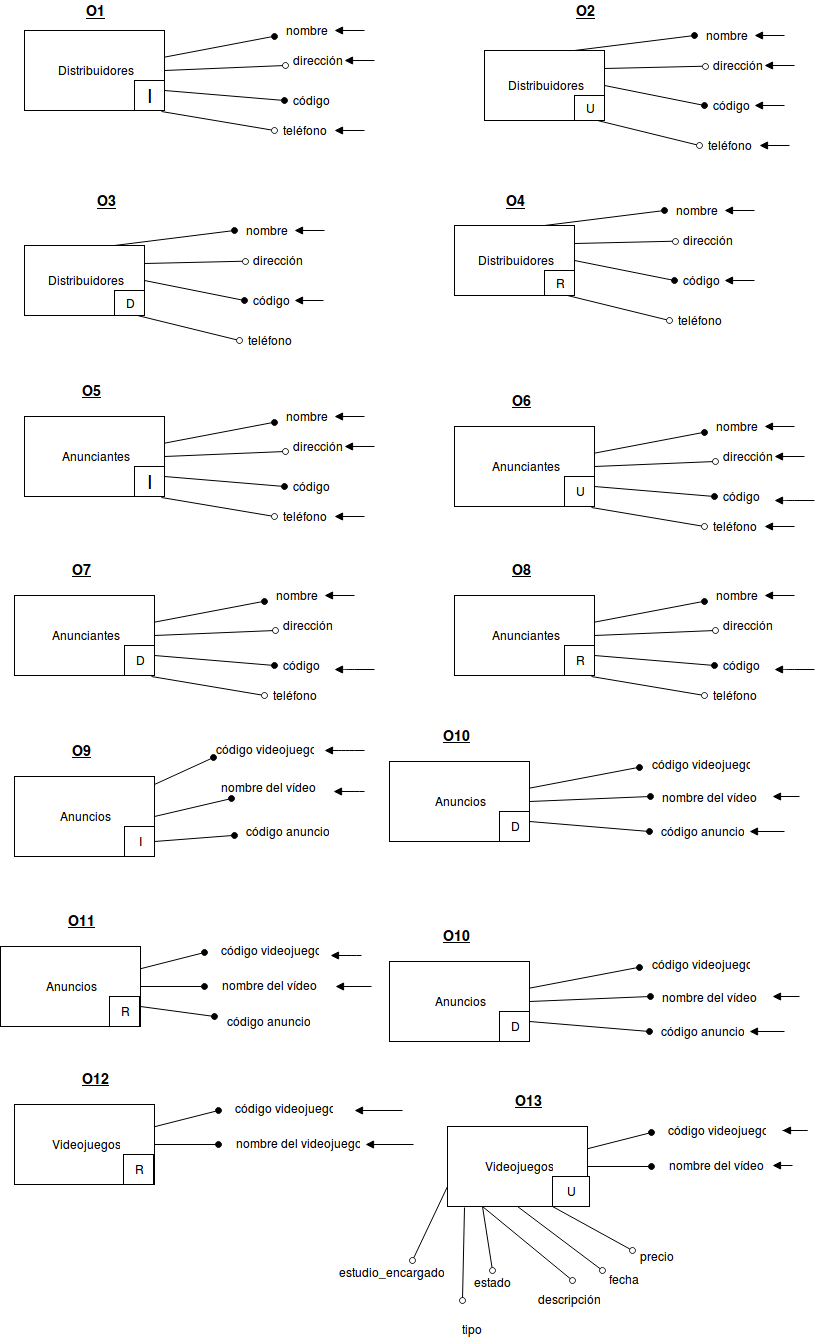 O1
Distribuidores
I
nombre
dirección
código
teléfono
O2
Distribuidores
U
nombre
dirección
código
teléfono
O3
Distribuidores
D
nombre
dirección
código
teléfono
O4
Distribuidores
R
nombre
dirección
código
teléfono
O5
Anunciantes
I
nombre
dirección
código
teléfono
O6
Anunciantes
U
nombre
dirección
código
teléfono
O7
Anunciantes
D
nombre
dirección
código
teléfono
O8
Anunciantes
R
nombre
dirección
código
teléfono
O9
Anuncios
I
código videojuego
nombre del vídeo
código anuncio
O10
Anuncios
D
código videojuego
nombre del vídeo
código anuncio
O11
Anuncios
R
código videojuego
nombre del vídeo
código anuncio
O10
Anuncios
D
código videojuego
nombre del vídeo
código anuncio
O12
Videojuegos
R
código videojuego
nombre del videojuego
O13
Videojuegos
U
código videojuego
nombre del vídeo
precio
fecha
descripción
estado
tipo
estudio_encargado